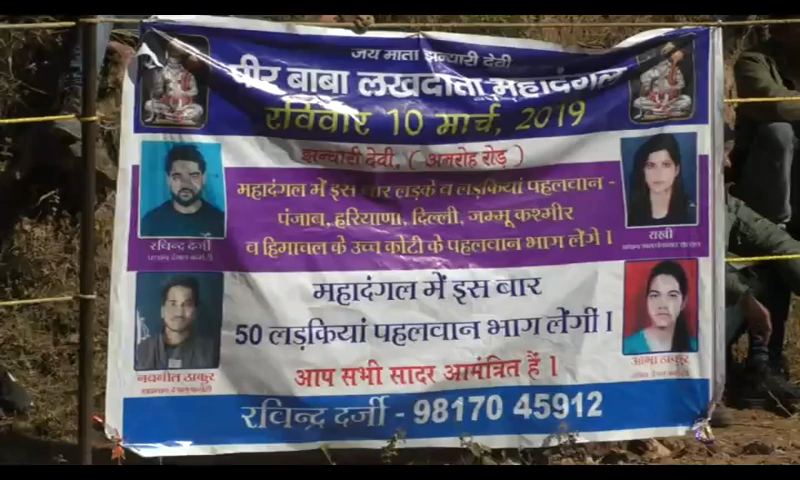 जय माता झन्यारी देवी
पीर बाबा लखदाता महादंगल
रविवार 10 मार्च, 2019
झन्यारी देवी, ( अमरोह रोड़ )
महादंगल में इस बार लड़के व लड़कियां पहलवान -
पंजाब, हरियाणा, दिल्ली, जम्मू कश्मीर
व हिमाचल के उच्च कोटी के पहलवान भाग लेंगे ।
रविन्द्र दर्जी
राखी
महादंगल में इस बार
50 लड़कियां पहलवान भाग लेंगी ।
नवनीत ठाकुर
आभा ठाकुर
आप सभी सादर आमंत्रित हैं ।
रविन्द्र दर्जी - 98170 45912